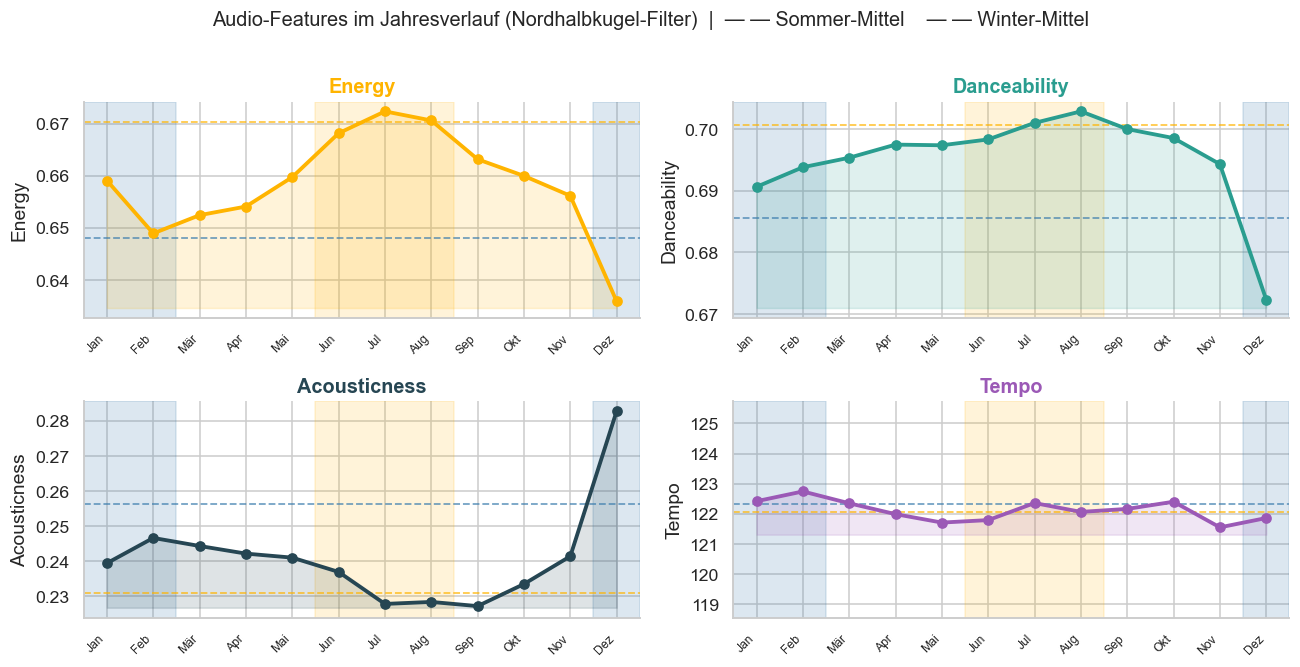 Audio-Features im Jahresverlauf (Nordhalbkugel-Filter)  |  — — Sommer-Mittel    — — Winter-Mittel
Energy
Energy
0.67
0.66
0.65
0.64
Jan Feb Mär Apr Mai Jun Jul Aug Sep Okt Nov Dez
Danceability
Danceability
0.70
0.69
0.68
0.67
Jan Feb Mär Apr Mai Jun Jul Aug Sep Okt Nov Dez
Acousticness
Acousticness
0.28
0.27
0.26
0.25
0.24
0.23
Jan Feb Mär Apr Mai Jun Jul Aug Sep Okt Nov Dez
Tempo
Tempo
125
124
123
122
121
120
119
Jan Feb Mär Apr Mai Jun Jul Aug Sep Okt Nov Dez